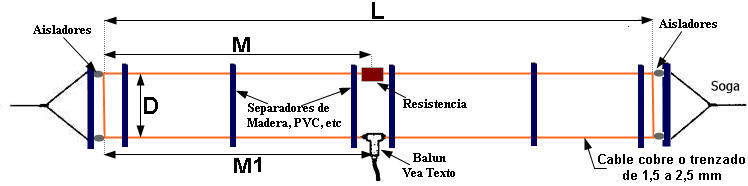 L
Aisladores
Aisladores
M
Soga
D
Separadores de
Madera, PVC, etc
Resistencia
M1
Balun
Vea Texto
Cable cobre o trenzado
de 1,5 a 2,5 mm